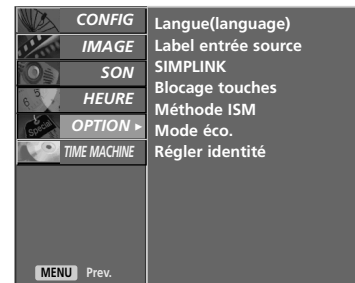 CONFIG
IMAGE
SON
HEURE
OPTION ►
TIME MACHINE
MENU Prev.
Langue(language)
Label entrée source
SIMPLINK
Blocage touches
Méthode ISM
Mode éco.
Régler identité